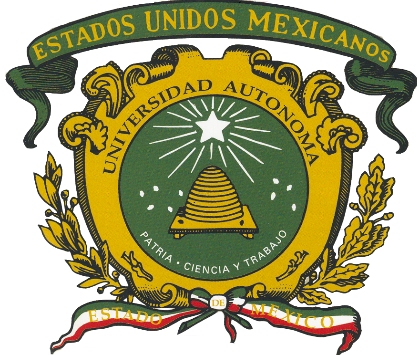 ESTADOS UNIDOS MEXICANOS
UNIVERSIDAD AUTONOMA
PATRIA • CIENCIA Y TRABAJO
ESTADO DE MEXICO